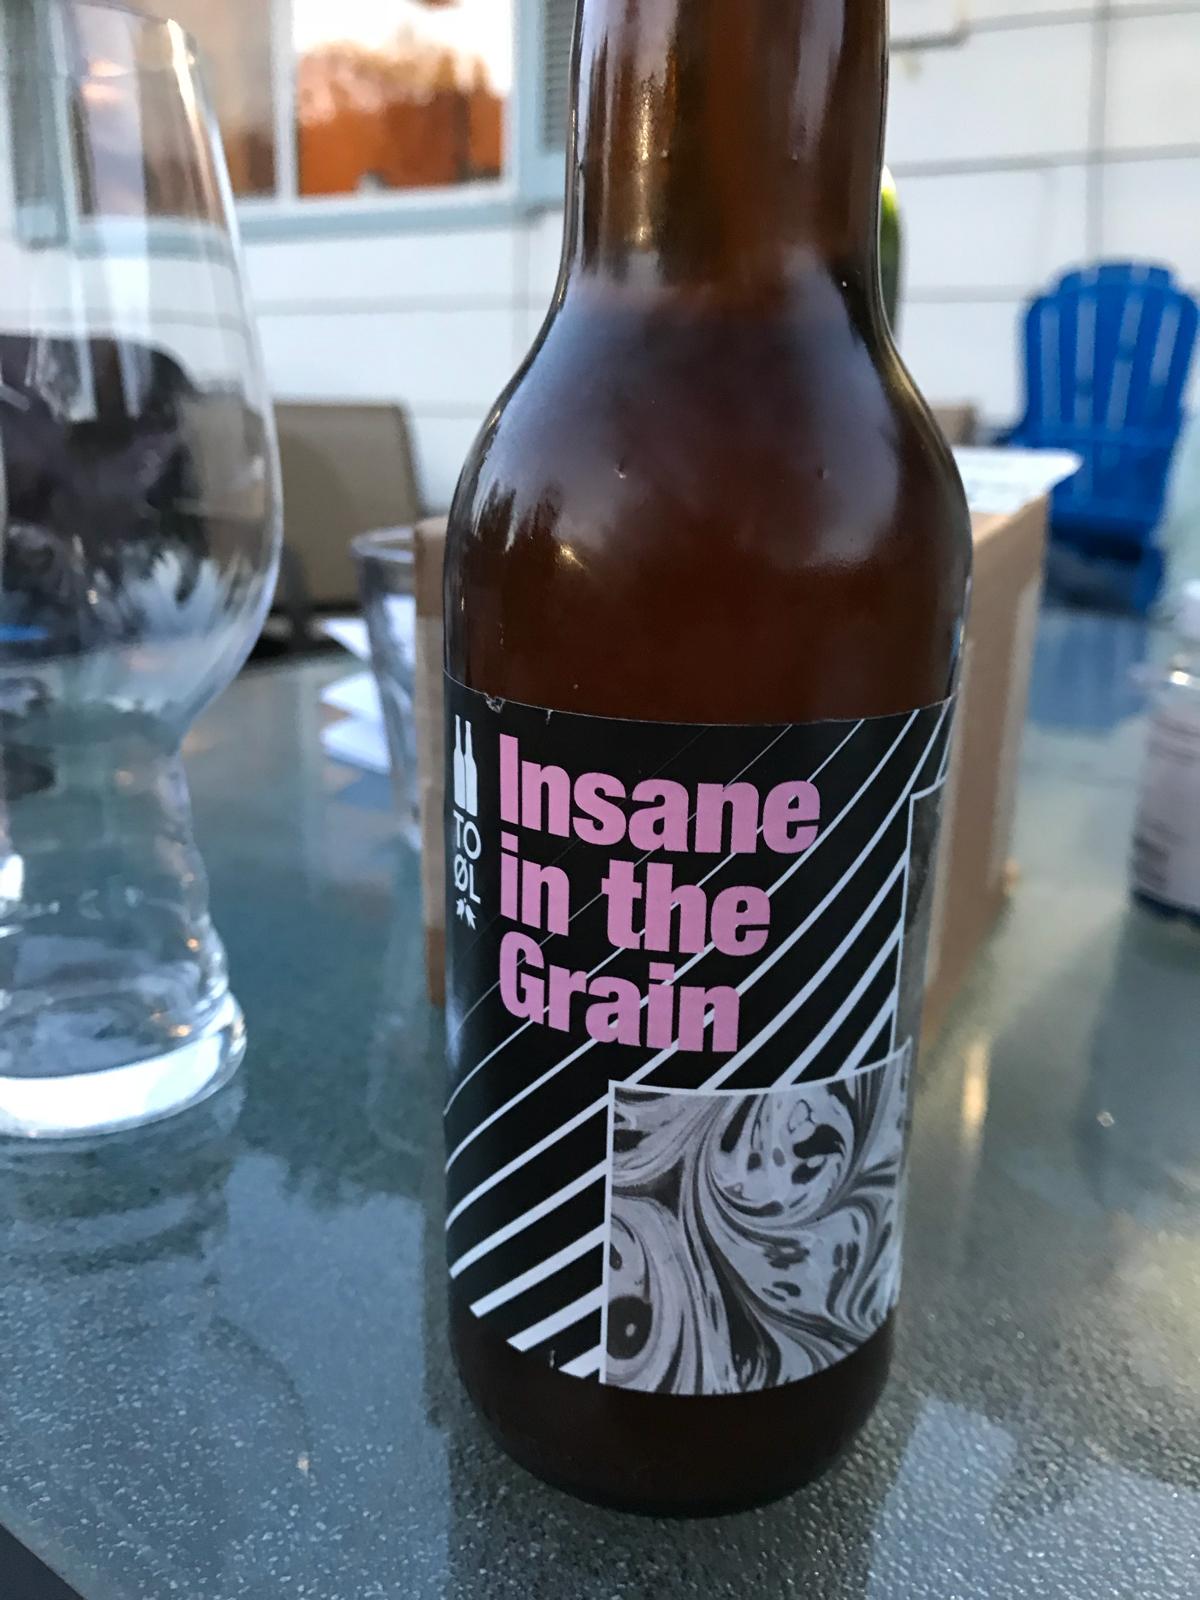 TO
ØL
Insane
in the
Grain